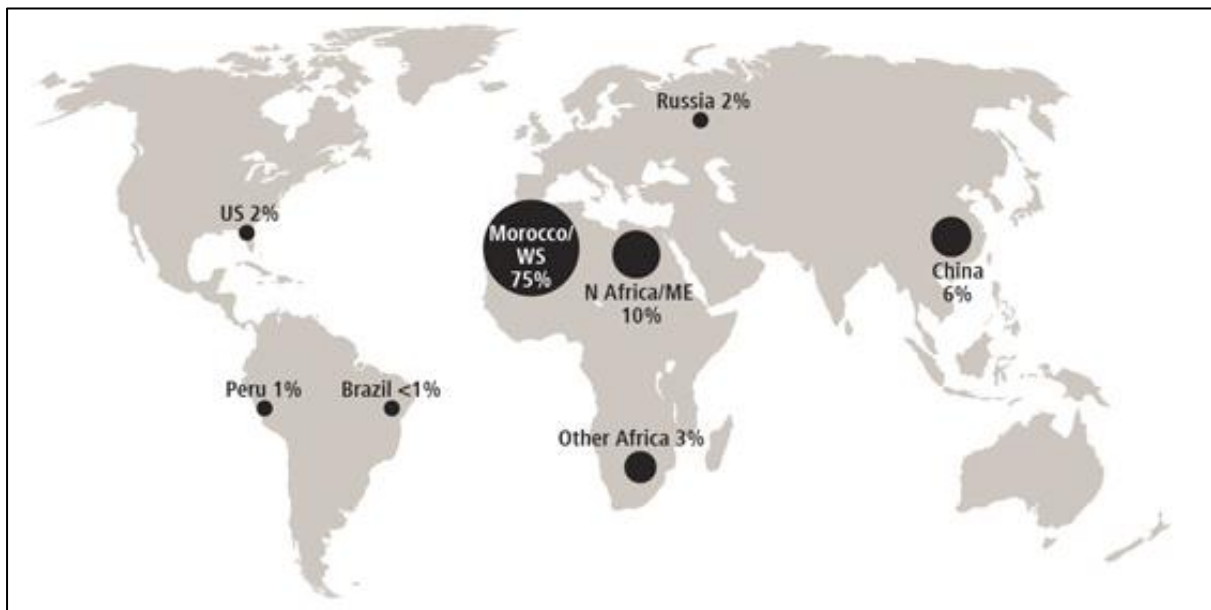 Russia 2%
US 2%
Morocco/
WS
75%
N Africa/ME
10%
China
6%
Peru 1%
Brazil <1%
Other Africa 3%